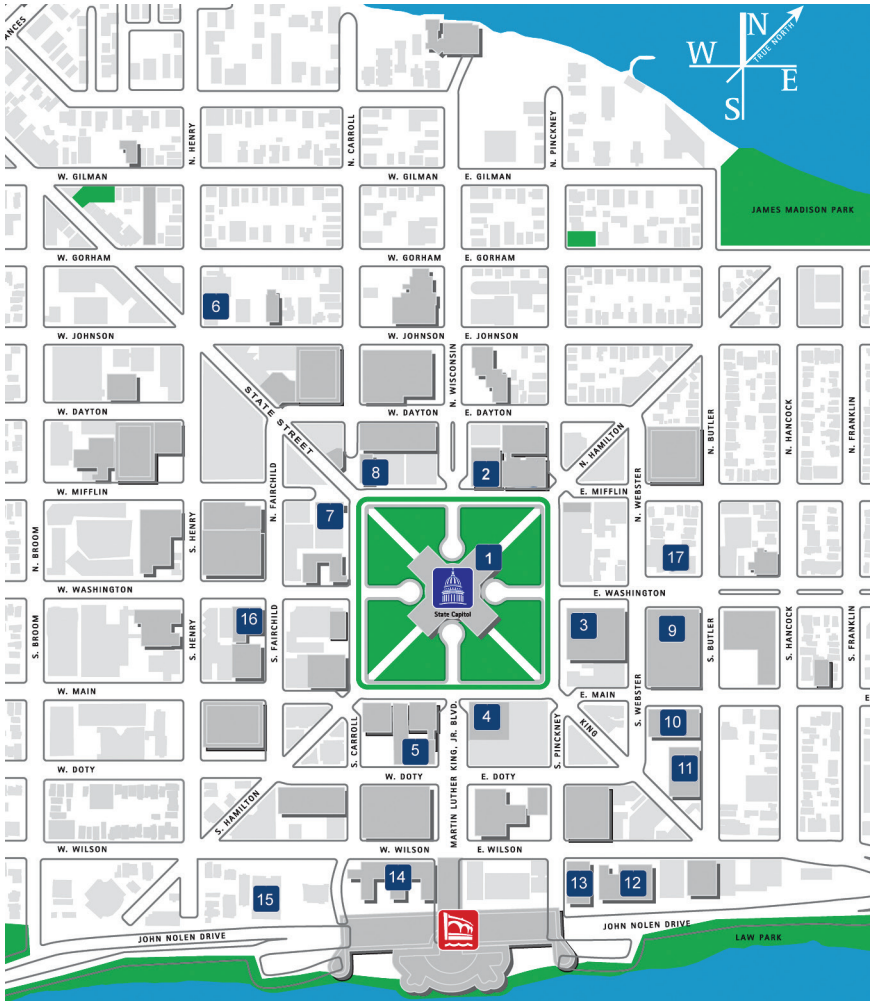 ANCES
N
W
E
S
TRUE NORTH
N. HENRY
N. CARROLL
N. PINCKNEY
W. GILMAN
W. GILMAN
E. GILMAN
JAMES MADISON PARK
W. GORHAM
W. GORHAM
E. GORHAM
6
W. JOHNSON
W. JOHNSON
E. JOHNSON
N. WISCONSIN
STATE STREET
W. DAYTON
W. DAYTON
E. DAYTON
N. HAMILTON
N. BUTLER
N. HANCOCK
N. FRANKLIN
8
2
N. FAIRCHILD
W. MIFFLIN
E. MIFFLIN
N. WEBSTER
7
N. BROOM
S. HENRY
1
17
W. WASHINGTON
E. WASHINGTON
State Capitol
S. BROOM
S. HENRY
16
S. FAIRCHILD
3
9
S. BUTLER
S. HANCOCK
S. FRANKLIN
W. MAIN
E. MAIN
E
S. WEBSTER
S. CARROLL
MARTIN LUTHER KING, JR. BLVD.
4
S. PINCKNEY
KING
10
5
11
W. DOTY
W. DOTY
E. DOTY
S. HAMILTON
W. WILSON
W. WILSON
E. WILSON
15
14
13
12
JOHN NOLEN DRIVE
JOHN NOLEN DRIVE
LAW PARK